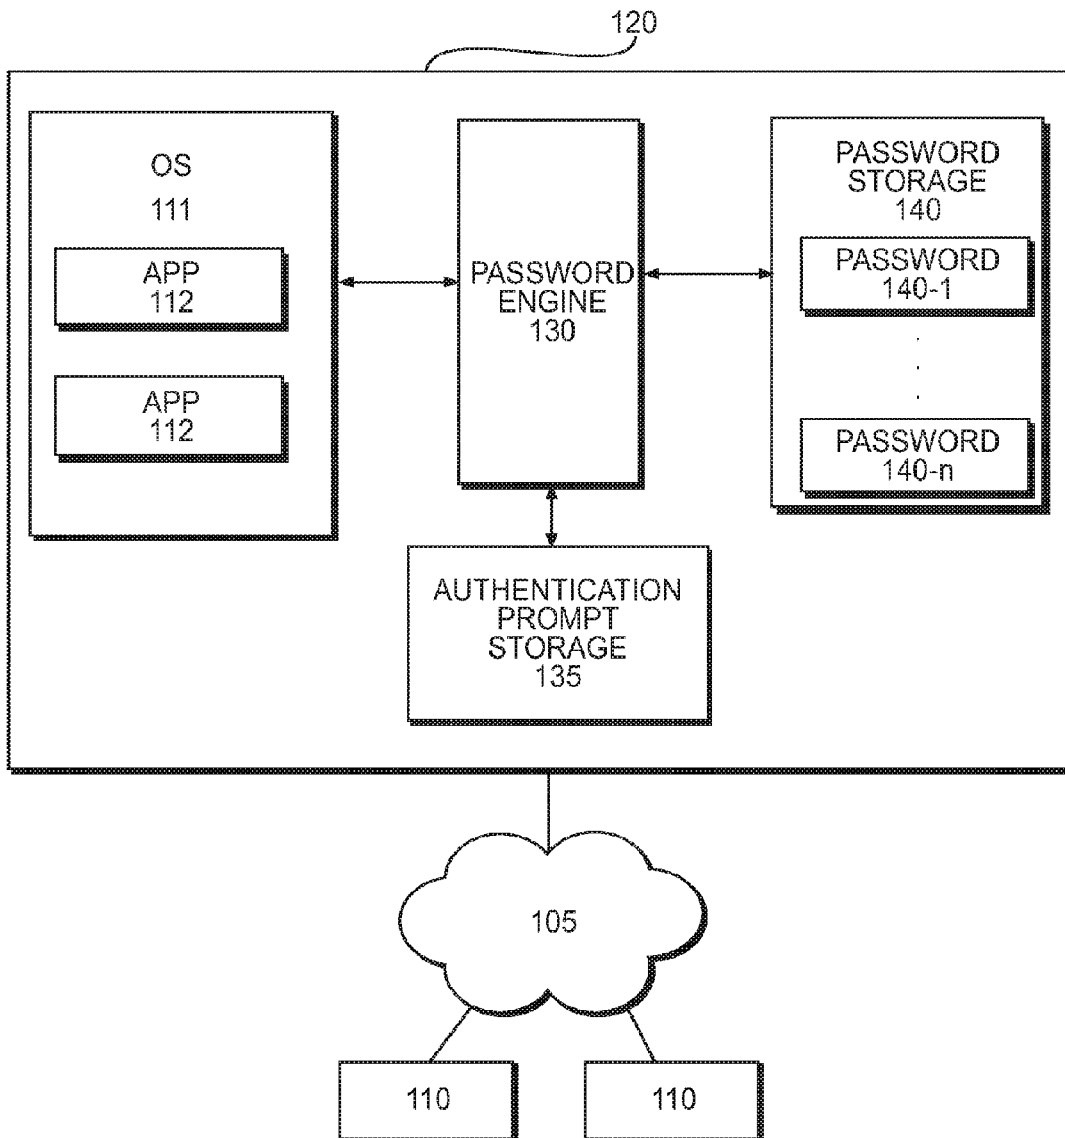 120
OS
111
APP
112
APP
112
PASSWORD
ENGINE
130
PASSWORD
STORAGE
140
PASSWORD
140-1
PASSWORD
140-n
AUTHENTICATION
PROMPT
STORAGE
135
105
110
110